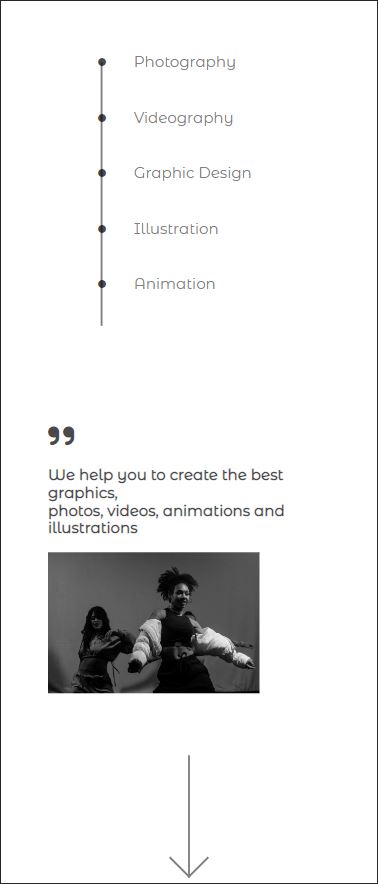 Photography
Videography
Graphic Design
Illustration
Animation
”
We help you to create the best
graphics,
photos, videos, animations and
illustrations